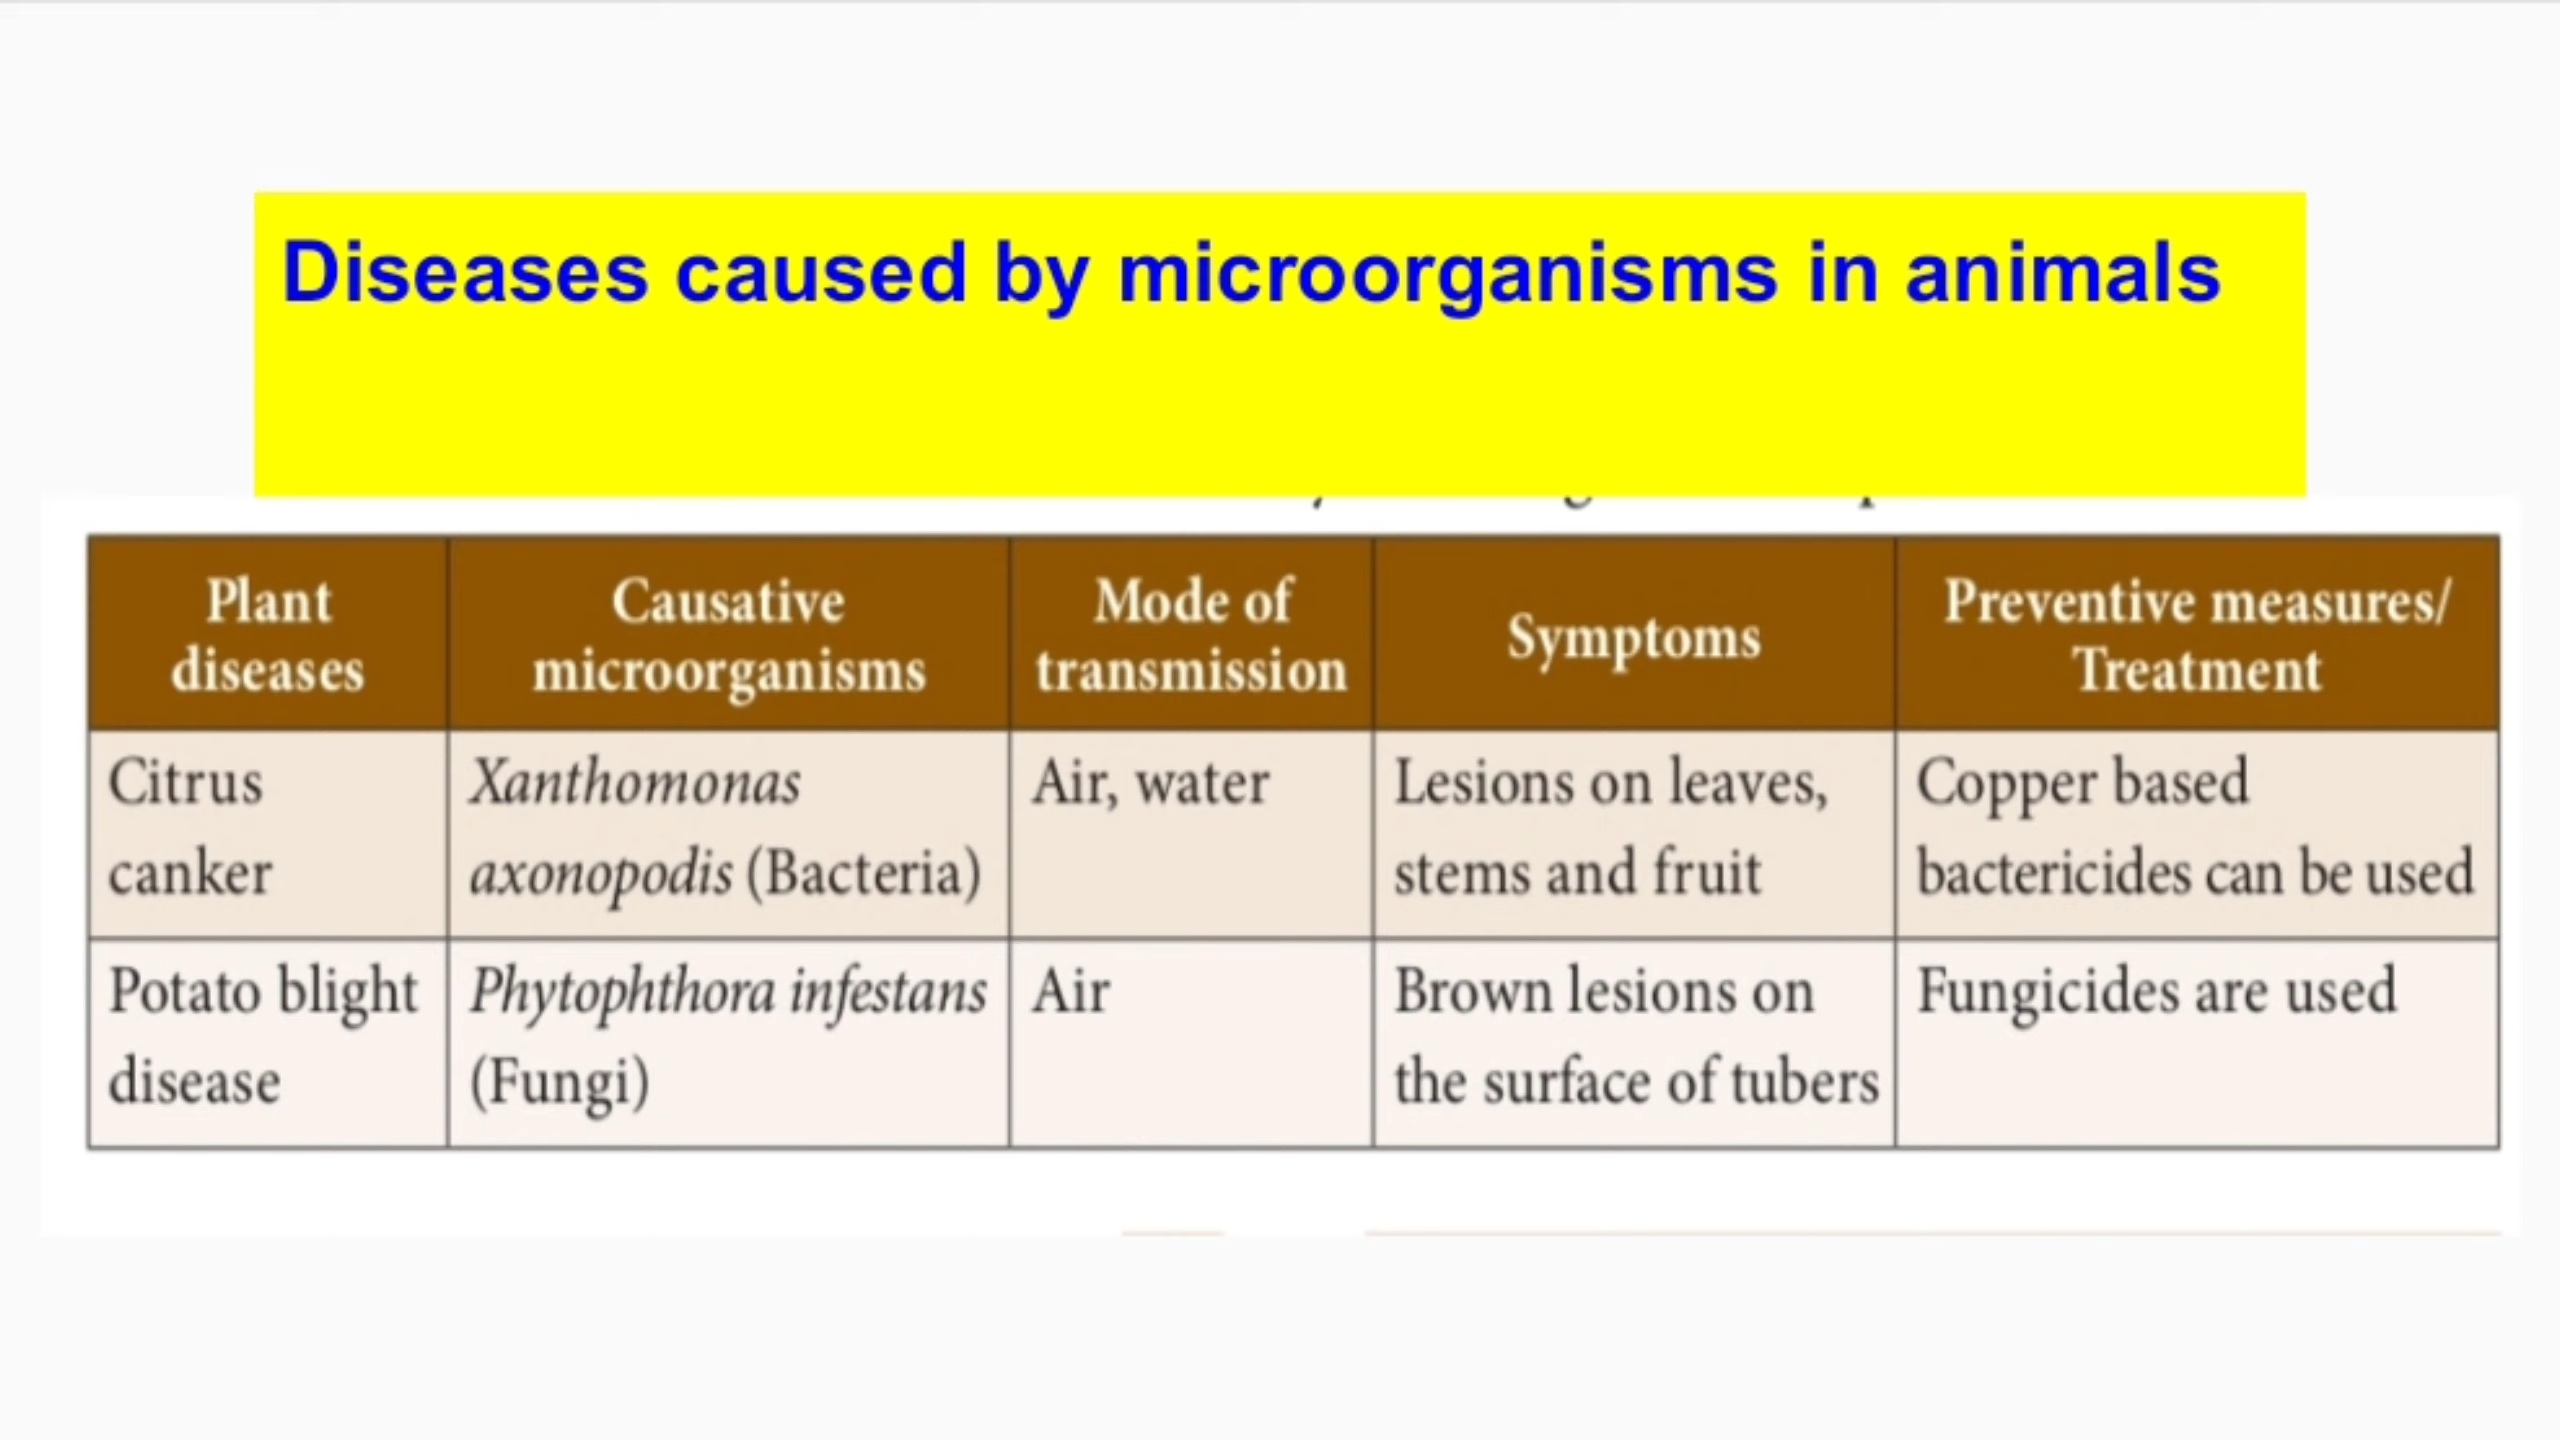 Diseases caused by microorganisms in animals
Plant diseases
Causative microorganisms
Mode of transmission
Symptoms
Preventive measures/ Treatment
Citrus canker
Xanthomonas axonopodis (Bacteria)
Air, water
Lesions on leaves, stems and fruit
Copper based bactericides can be used
Potato blight disease
Phytophthora infestans (Fungi)
Air
Brown lesions on the surface of tubers
Fungicides are used